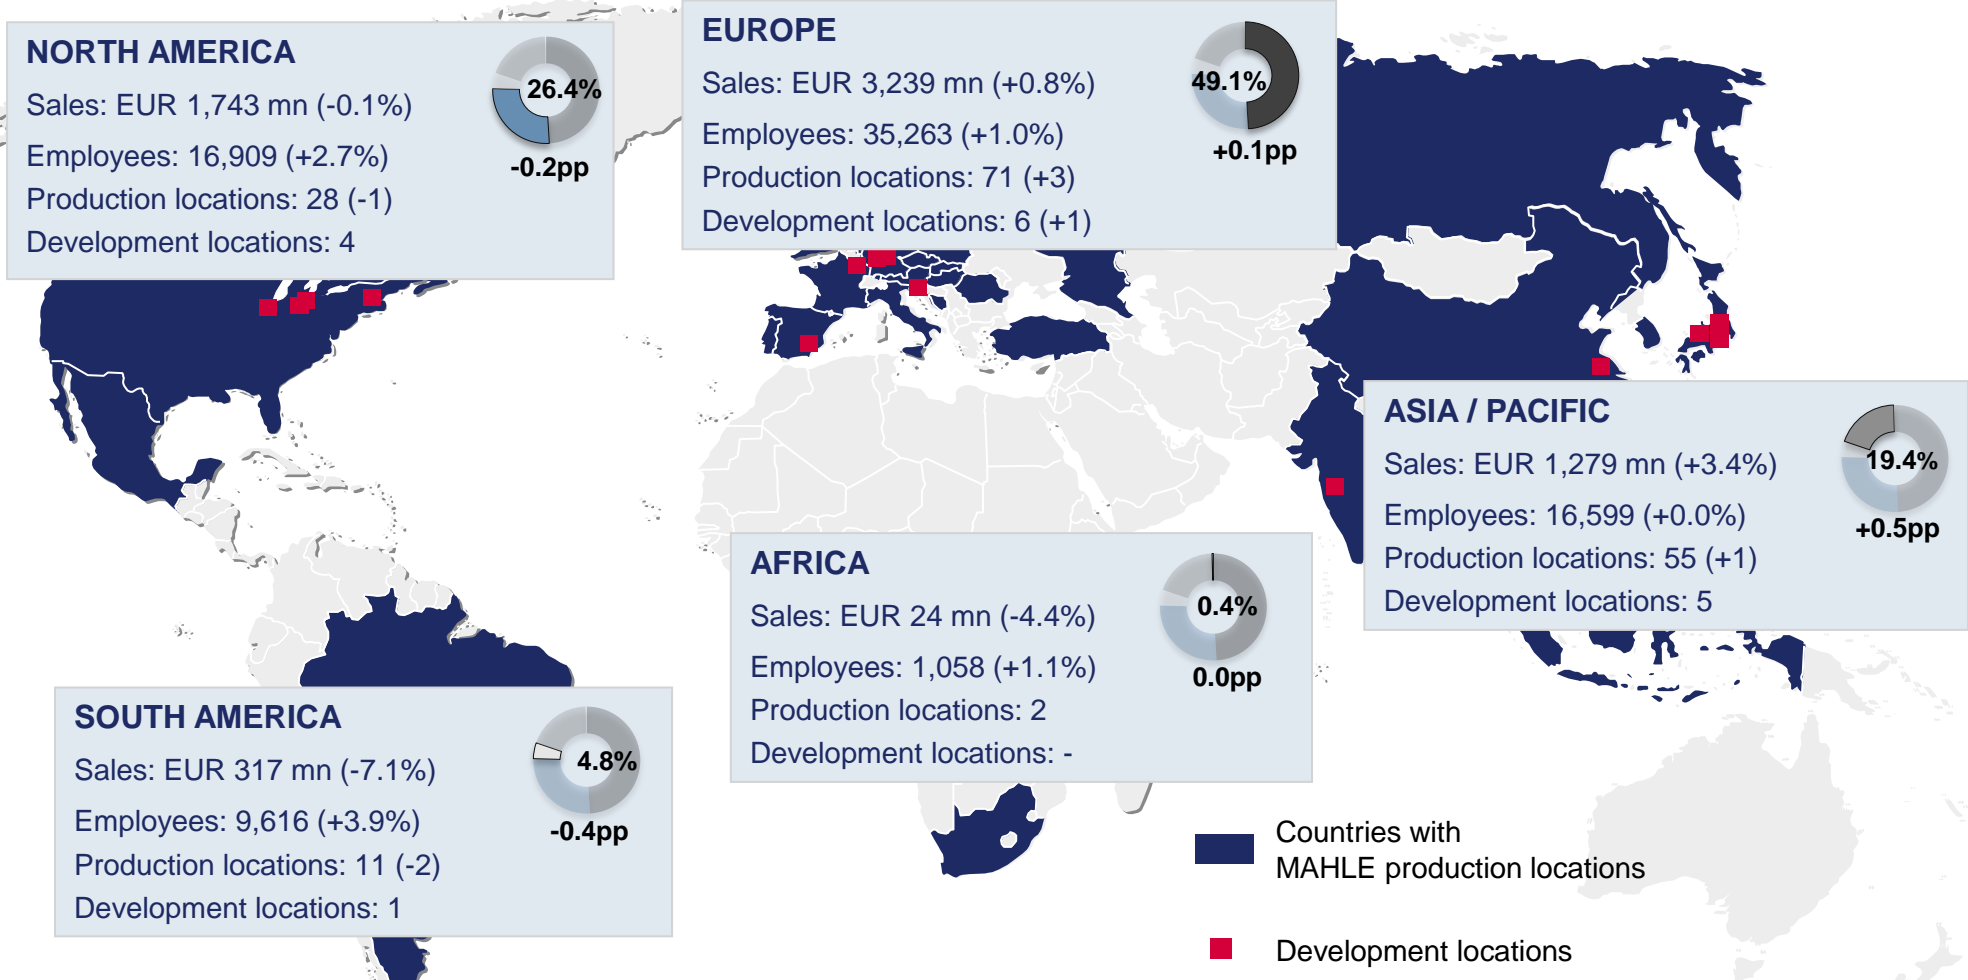 NORTH AMERICA
Sales: EUR 1,743 mn (-0.1%)
Employees: 16,909 (+2.7%)
Production locations: 28 (-1)
Development locations: 4
26.4%
-0.2pp
EUROPE
Sales: EUR 3,239 mn (+0.8%)
Employees: 35,263 (+1.0%)
Production locations: 71 (+3)
Development locations: 6 (+1)
49.1%
+0.1pp
ASIA / PACIFIC
Sales: EUR 1,279 mn (+3.4%)
Employees: 16,599 (+0.0%)
Production locations: 55 (+1)
Development locations: 5
19.4%
+0.5pp
AFRICA
Sales: EUR 24 mn (-4.4%)
Employees: 1,058 (+1.1%)
Production locations: 2
Development locations: -
0.4%
0.0pp
SOUTH AMERICA
Sales: EUR 317 mn (-7.1%)
Employees: 9,616 (+3.9%)
Production locations: 11 (-2)
Development locations: 1
4.8%
-0.4pp
Countries with
MAHLE production locations
Development locations